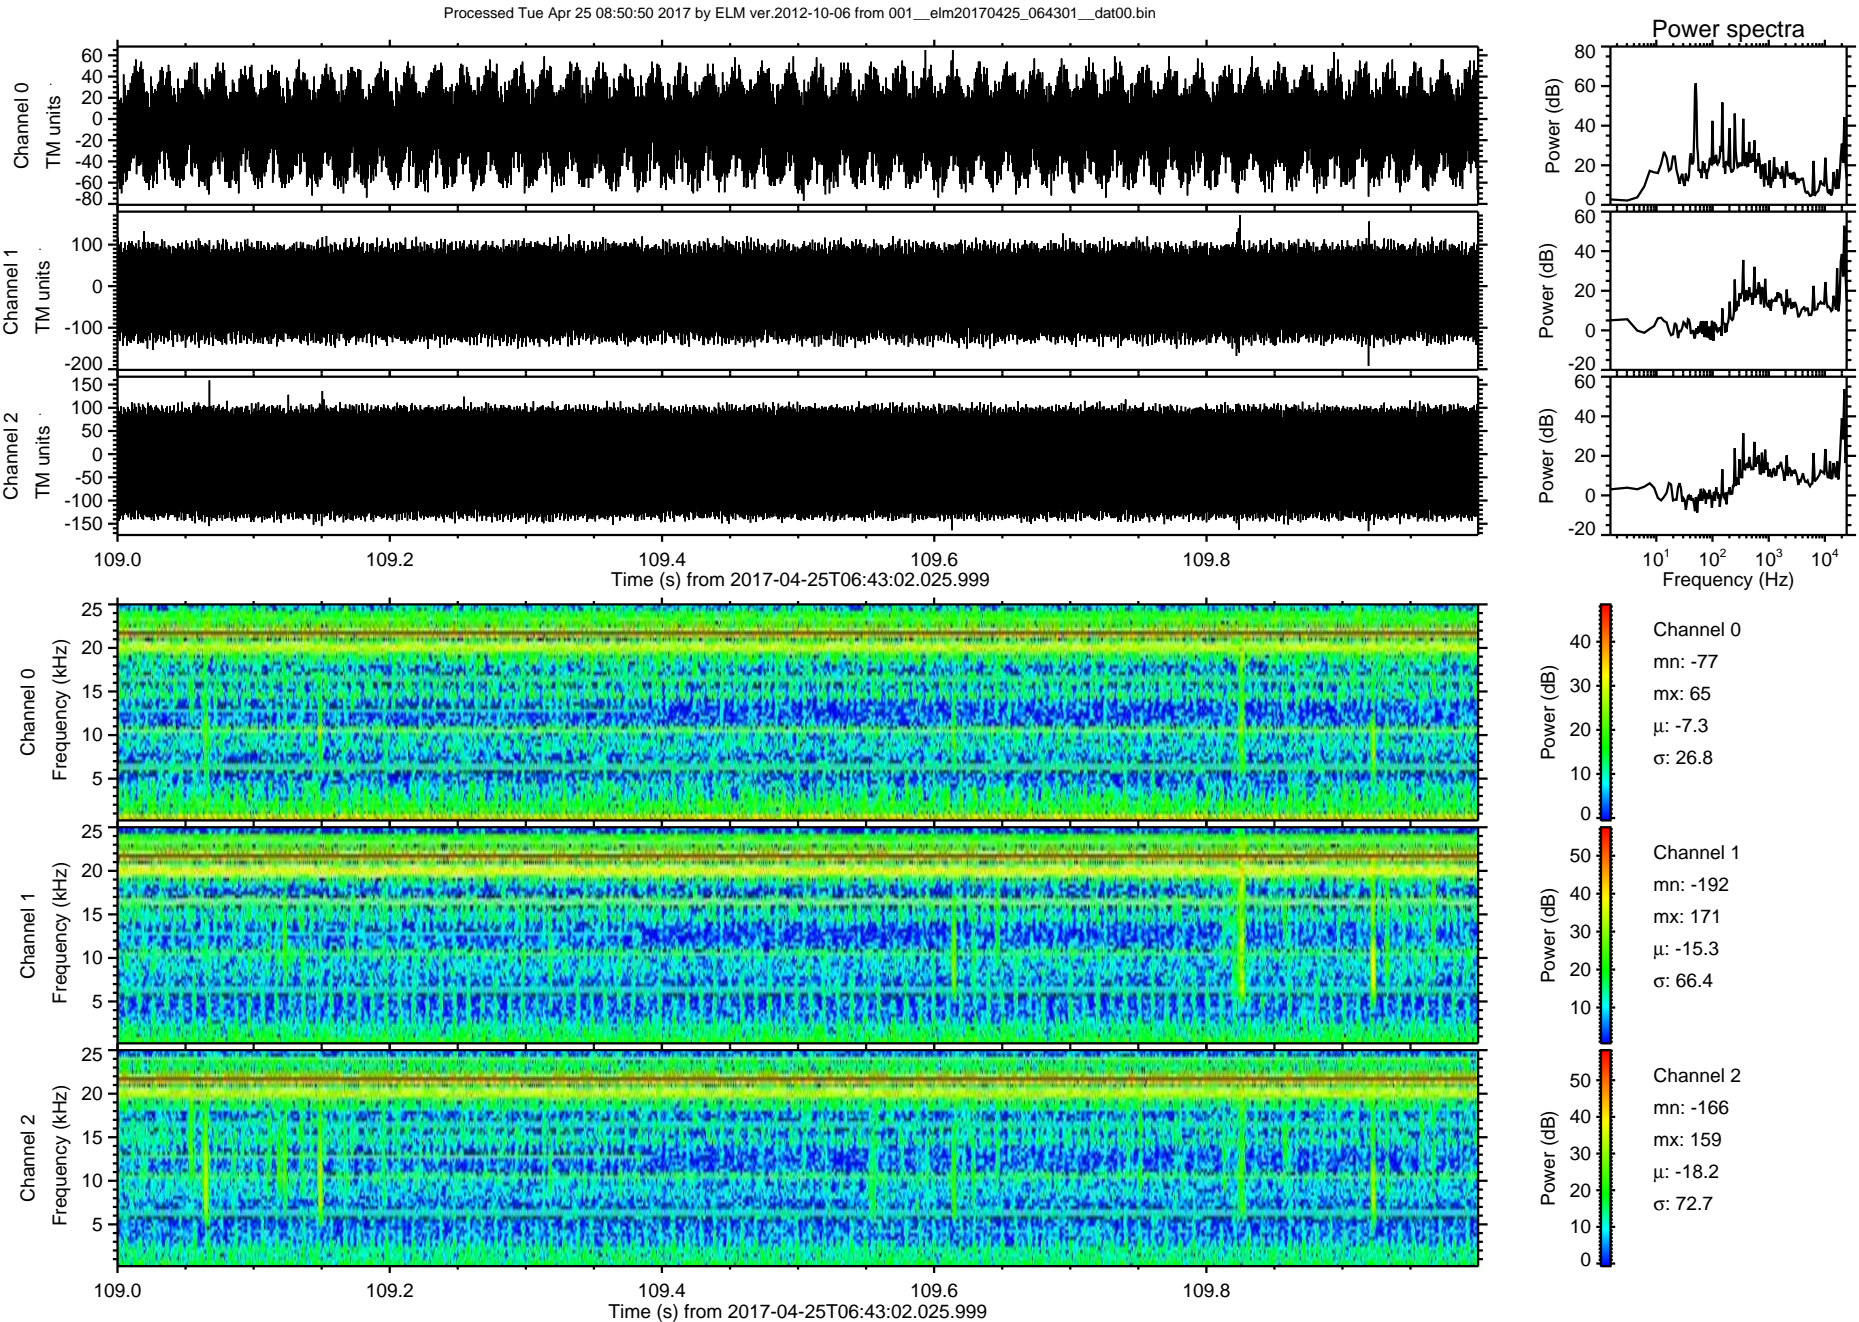 Processed Tue Apr 25 08:50:50 2017 by ELM ver.2012-10-06 from 001__elm20170425_064301__dat00.bin
Power spectra
Channel 0
TM units
60
40
20
0
-20
-40
-60
-80
Power (dB)
80
60
40
20
0
Channel 1
TM units
100
0
-100
-200
Power (dB)
60
40
20
0
-20
Channel 2
TM units
150
100
50
0
-50
-100
-150
Power (dB)
60
40
20
0
-20
109.0 109.2 109.4 109.6 109.8
Time (s) from 2017-04-25T06:43:02.025.999
10¹ 10² 10³ 10⁴
Frequency (Hz)
Channel 0
Frequency (kHz)
25
20
15
10
5
Power (dB)
40
30
20
10
0
Channel 0
mn: -77
mx: 65
μ: -7.3
σ: 26.8
Channel 1
Frequency (kHz)
25
20
15
10
5
Power (dB)
50
40
30
20
10
Channel 1
mn: -192
mx: 171
μ: -15.3
σ: 66.4
Channel 2
Frequency (kHz)
25
20
15
10
5
Power (dB)
50
40
30
20
10
0
Channel 2
mn: -166
mx: 159
μ: -18.2
σ: 72.7
109.0 109.2 109.4 109.6 109.8
Time (s) from 2017-04-25T06:43:02.025.999